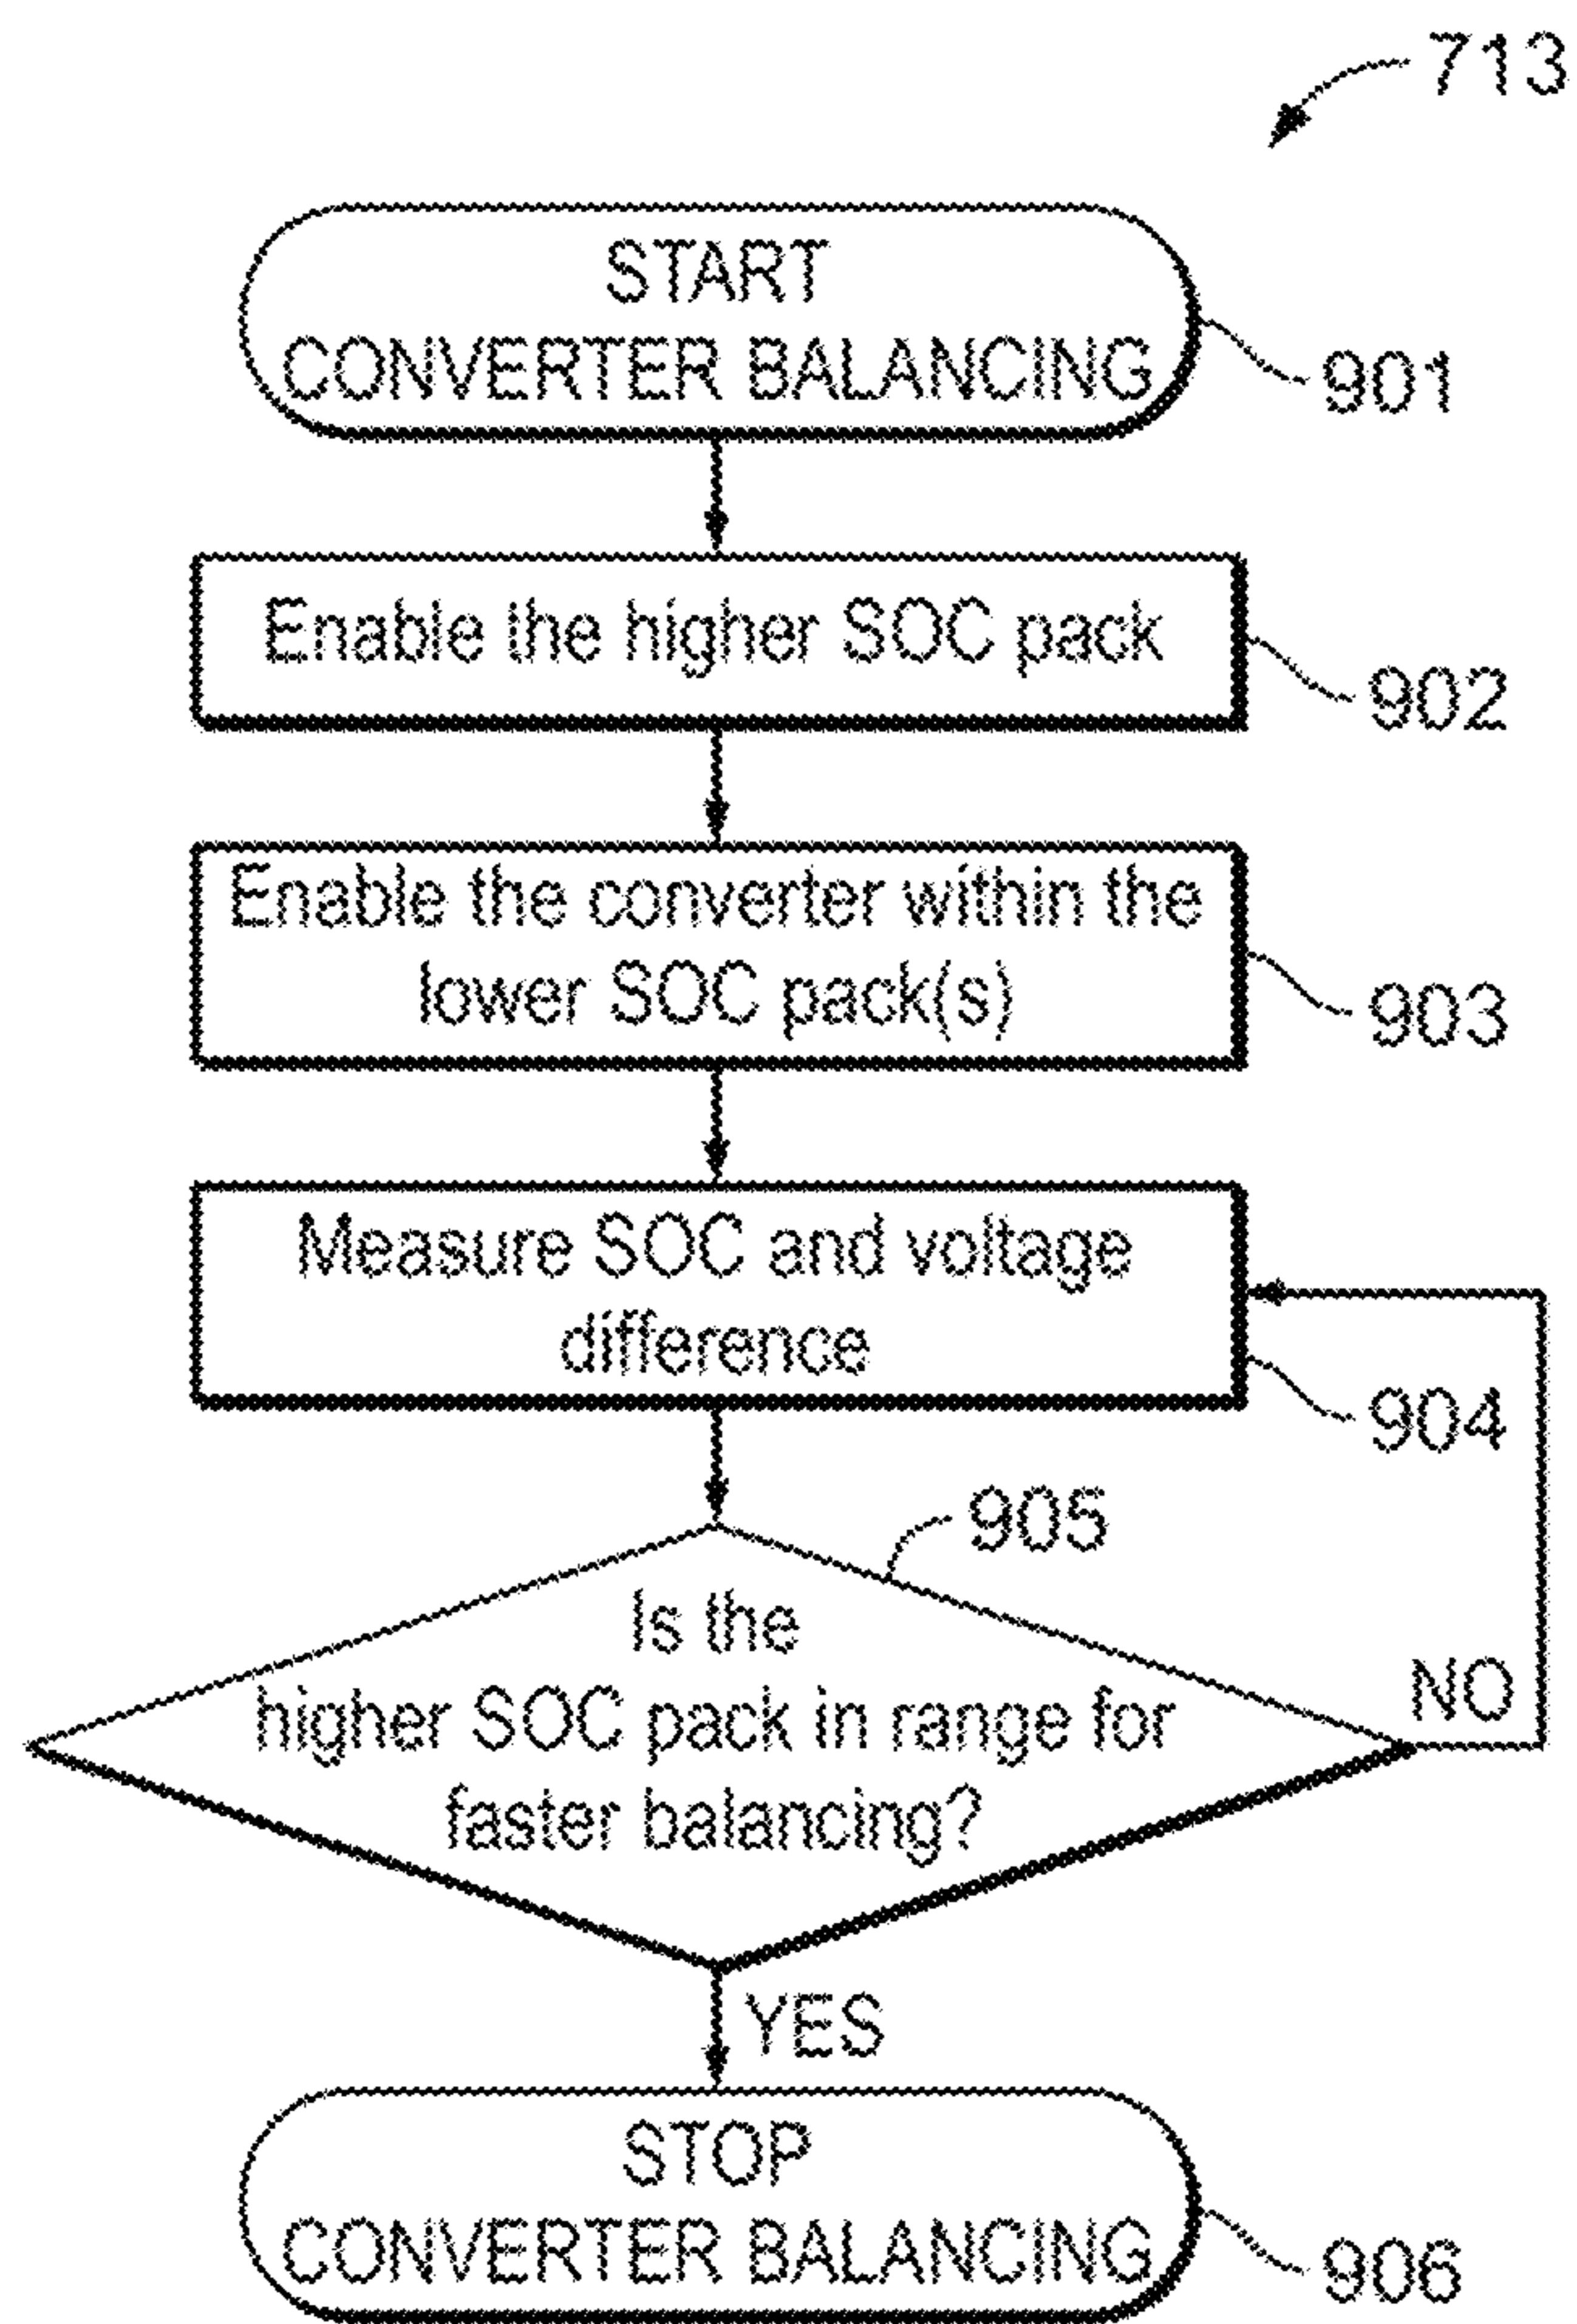 713
START
CONVERTER BALANCING
901
Enable the higher SOC pack
902
Enable the converter within the
lower SOC pack(s)
903
Measure SOC and voltage
difference
904
905
Is the
higher SOC pack in range for
faster balancing?
NO
YES
STOP
CONVERTER BALANCING
906